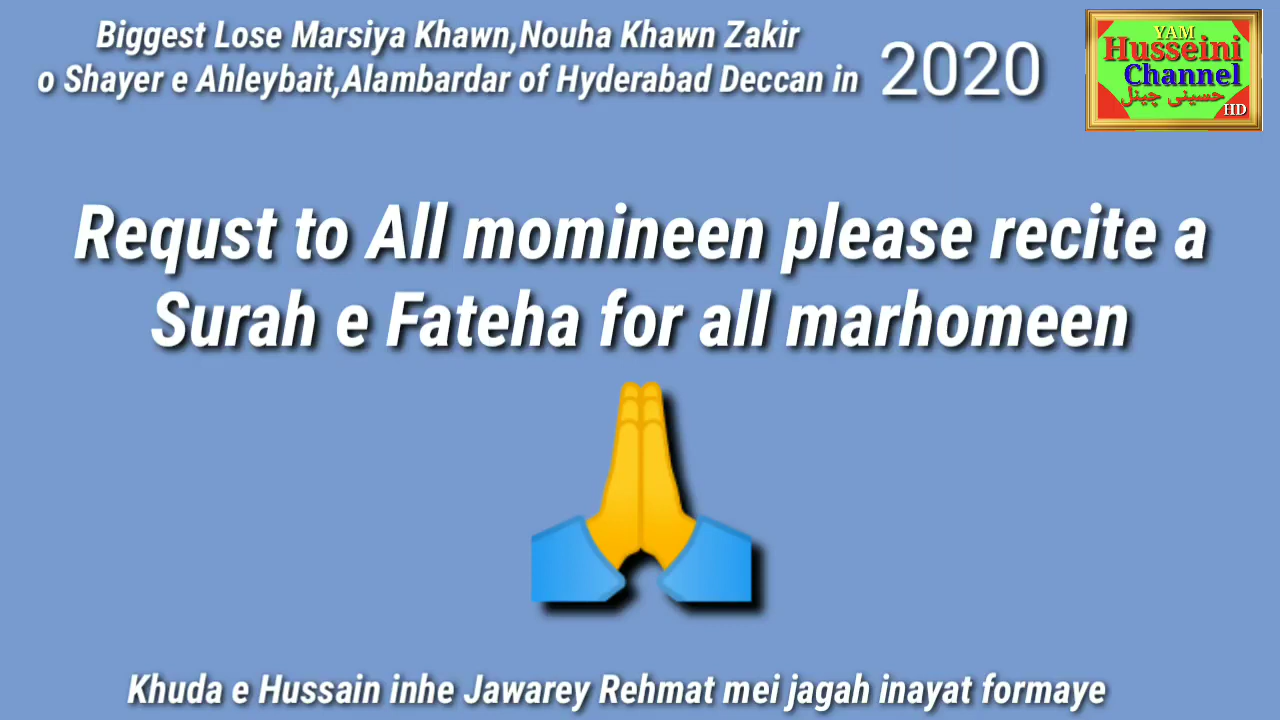 Biggest Lose Marsiya Khawn,Nouha Khawn Zakir
o Shayer e Ahleybait,Alambardar of Hyderabad Deccan in 2020
YAM
Husseini
Channel
حسینی چینل
HD
Requst to All momineen please recite a
Surah e Fateha for all marhomeen
Khuda e Hussain inhe Jawarey Rehmat mei jagah inayat formaye